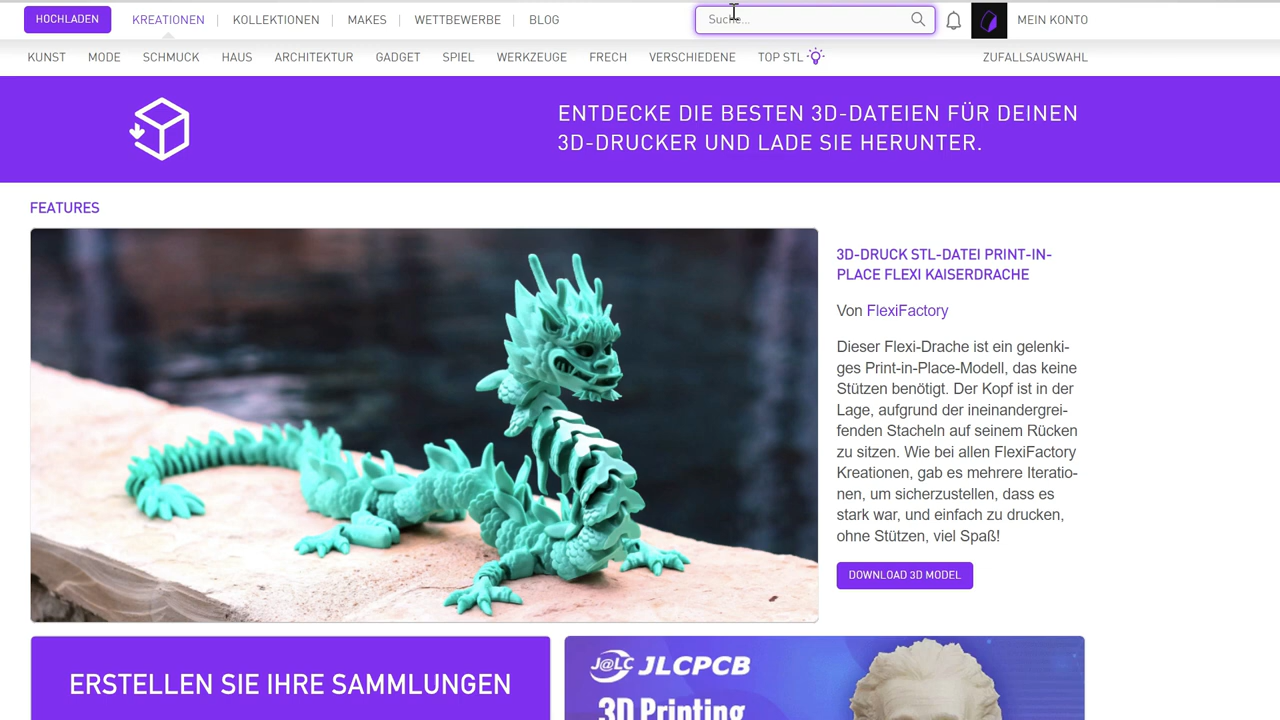 HOCHLADEN
KREATIONEN
KOLLEKTIONEN
MAKES
WETTBEWERBE
BLOG
Suche...
MEIN KONTO
KUNST
MODE
SCHMUCK
HAUS
ARCHITEKTUR
GADGET
SPIEL
WERKZEUGE
FRECH
VERSCHIEDENE
TOP STL
ZUFALLSAUSWAHL
ENTDECKE DIE BESTEN 3D-DATEIEN FÜR DEINEN
3D-DRUCKER UND LADE SIE HERUNTER.
FEATURES
3D-DRUCK STL-DATEI PRINT-IN-
PLACE FLEXI KAISERDRACHE
Von FlexiFactory
Dieser Flexi-Drache ist ein gelenki-
ges Print-in-Place-Modell, das keine
Stützen benötigt. Der Kopf ist in der
Lage, aufgrund der ineinandergrei-
fenden Stacheln auf seinem Rücken
zu sitzen. Wie bei allen FlexiFactory
Kreationen, gab es mehrere Iteratio-
nen, um sicherzustellen, dass es
stark war, und einfach zu drucken,
ohne Stützen, viel Spaß!
DOWNLOAD 3D MODEL
ERSTELLEN SIE IHRE SAMMLUNGEN
J@LC JLCPCB
3D Printing